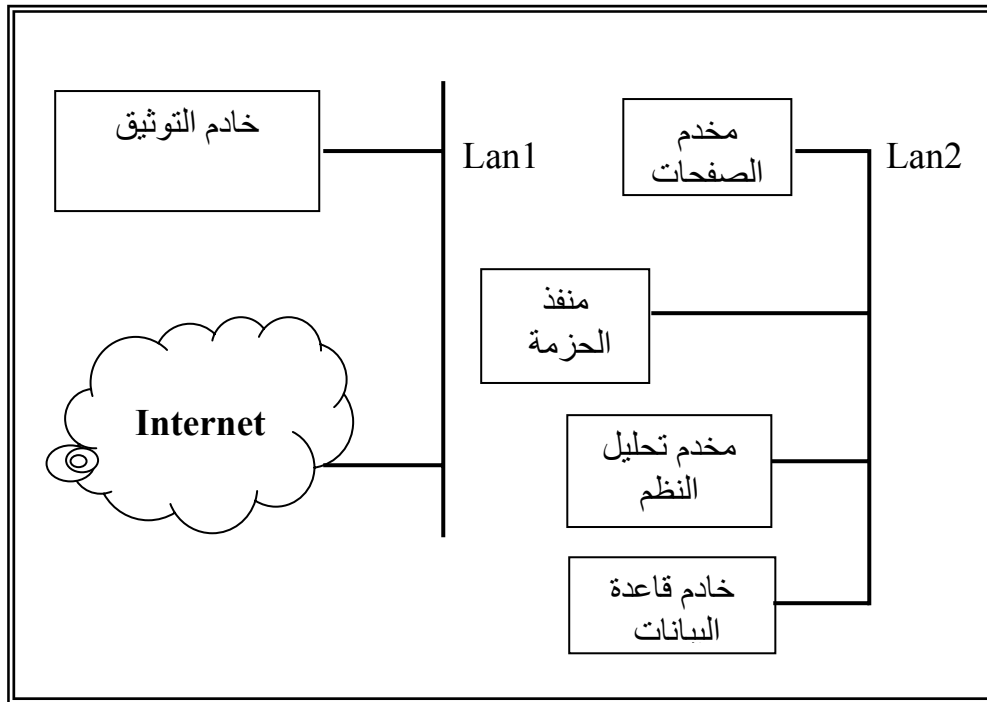 خادم التوثيق
Lan1
مخدم
الصفحات
Lan2
منفذ
الحزمة
Internet
مخدم تحليل
النظم
خادم قاعدة
البيانات